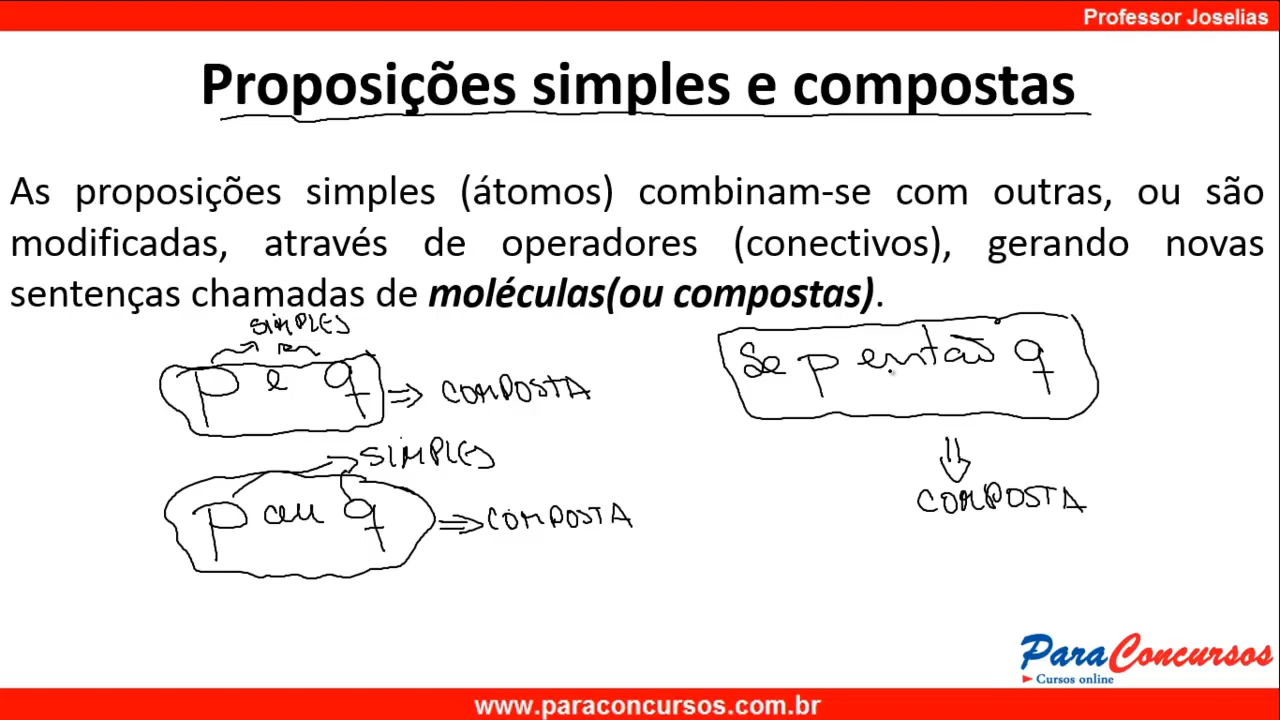 Professor Joselias
Proposições simples e compostas
As proposições simples (átomos) combinam-se com outras, ou são
modificadas, através de operadores (conectivos), gerando novas
sentenças chamadas de moléculas(ou compostas).
SIMPLES
p e q ⇒ COMPOSTA
SIMPLES
p ou q ⇒ COMPOSTA
Se p então q
⇓
COMPOSTA
ParaConcursos
Cursos online
www.paraconcursos.com.br